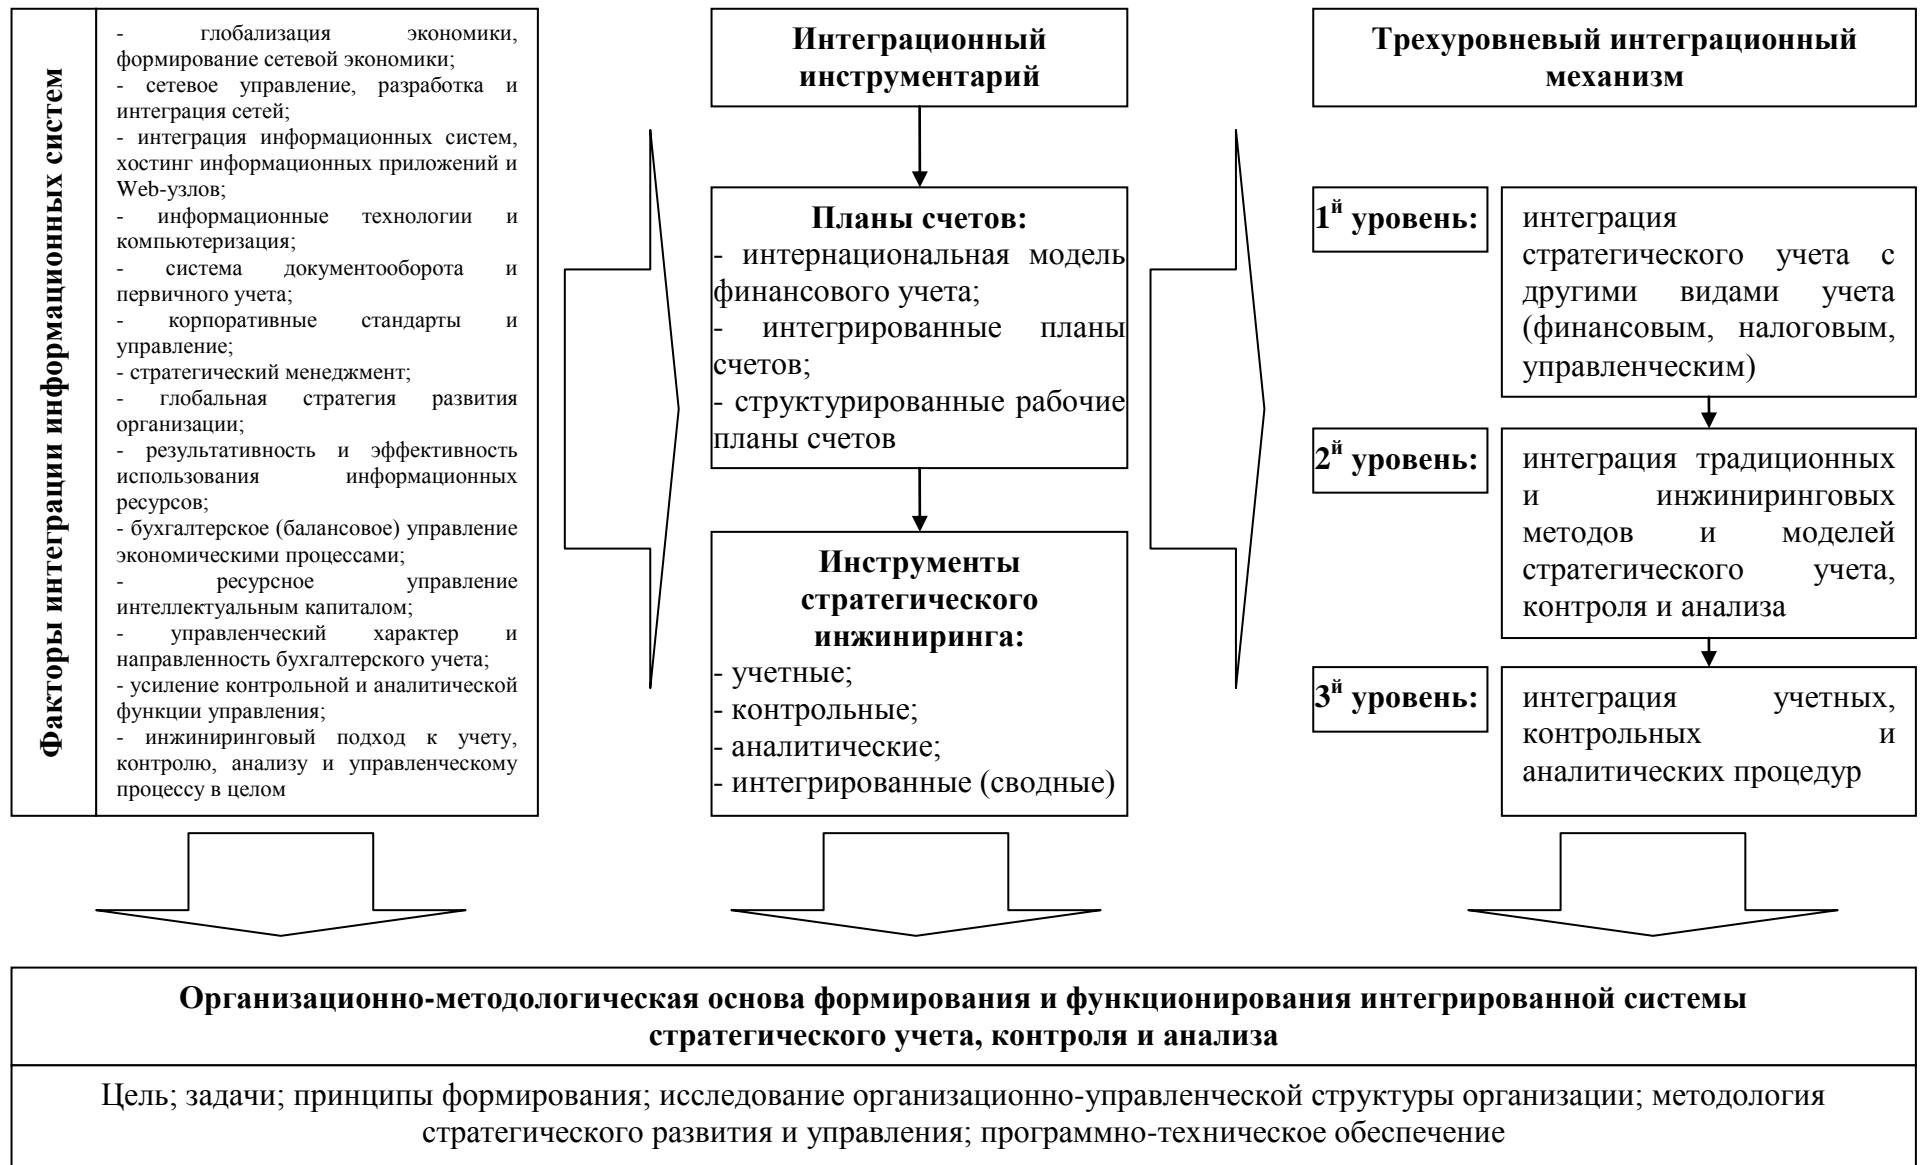 Факторы интеграции информационных систем
- глобализация экономики,
формирование сетевой экономики;
- сетевое управление, разработка и
интеграция сетей;
- интеграция информационных систем,
хостинг информационных приложений и
Web-узлов;
- информационные технологии и
компьютеризация;
- система документооборота и
первичного учета;
- корпоративные стандарты и
управление;
- стратегический менеджмент;
- глобальная стратегия развития
организации;
- результативность и эффективность
использования информационных
ресурсов;
- бухгалтерское (балансовое) управление
экономическими процессами;
- ресурсное управление
интеллектуальным капиталом;
- управленческий характер и
направленность бухгалтерского учета;
- усиление контрольной и аналитической
функции управления;
- инжиниринговый подход к учету,
контролю, анализу и управленческому
процессу в целом
Интеграционный
инструментарий
Планы счетов:
- интернациональная модель
финансового учета;
- интегрированные планы
счетов;
- структурированные рабочие
планы счетов
Инструменты
стратегического
инжиниринга:
- учетные;
- контрольные;
- аналитические;
- интегрированные (сводные)
Трехуровневый интеграционный
механизм
1й уровень:
интеграция
стратегического учета с
другими видами учета
(финансовым, налоговым,
управленческим)
2й уровень:
интеграция традиционных
и инжиниринговых
методов и моделей
стратегического учета,
контроля и анализа
3й уровень:
интеграция учетных,
контрольных и
аналитических процедур
Организационно-методологическая основа формирования и функционирования интегрированной системы
стратегического учета, контроля и анализа
Цель; задачи; принципы формирования; исследование организационно-управленческой структуры организации; методология
стратегического развития и управления; программно-техническое обеспечение